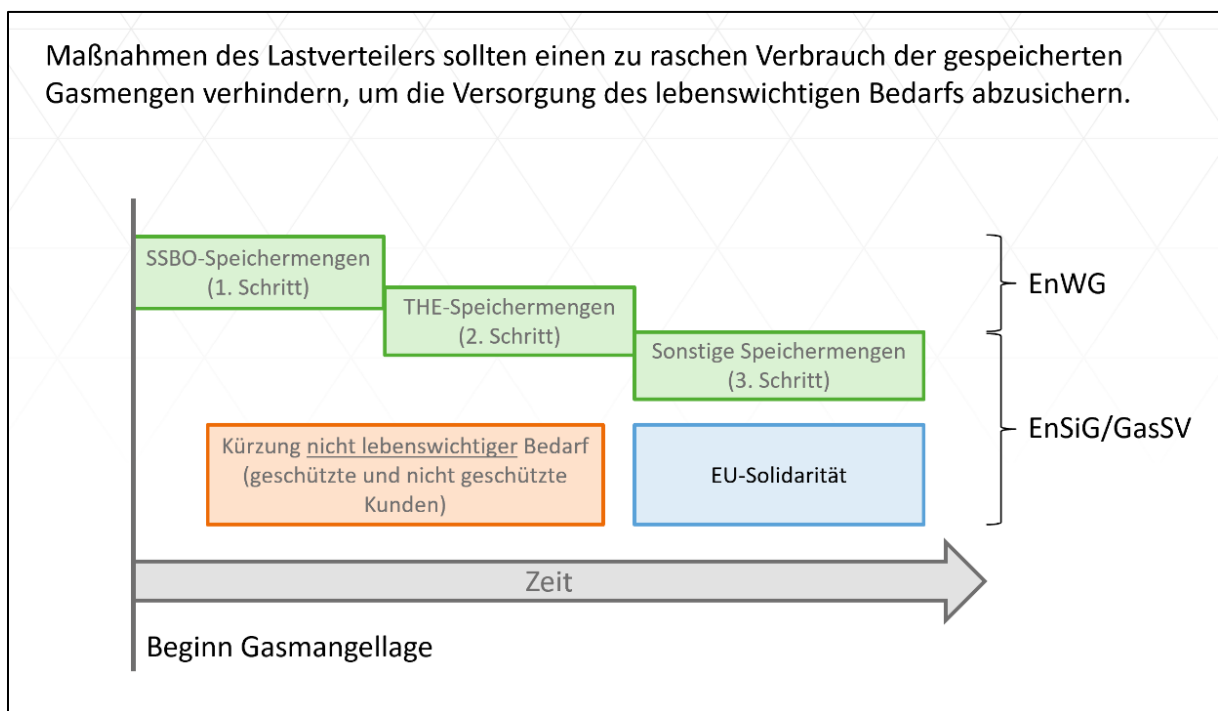 Maßnahmen des Lastverteilers sollten einen zu raschen Verbrauch der gespeicherten
Gasmengen verhindern, um die Versorgung des lebenswichtigen Bedarfs abzusichern.
SSBO-Speichermengen
(1. Schritt)
THE-Speichermengen
(2. Schritt)
Sonstige Speichermengen
(3. Schritt)
EnWG
Kürzung nicht lebenswichtiger Bedarf
(geschützte und nicht geschützte
Kunden)
EU-Solidarität
EnSiG/GasSV
Zeit
Beginn Gasmangellage